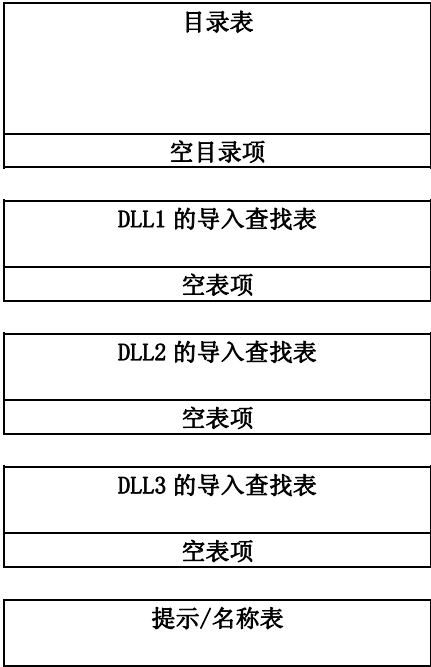 目录表
空目录项
DLL1 的导入查找表
空表项
DLL2 的导入查找表
空表项
DLL3 的导入查找表
空表项
提示/名称表